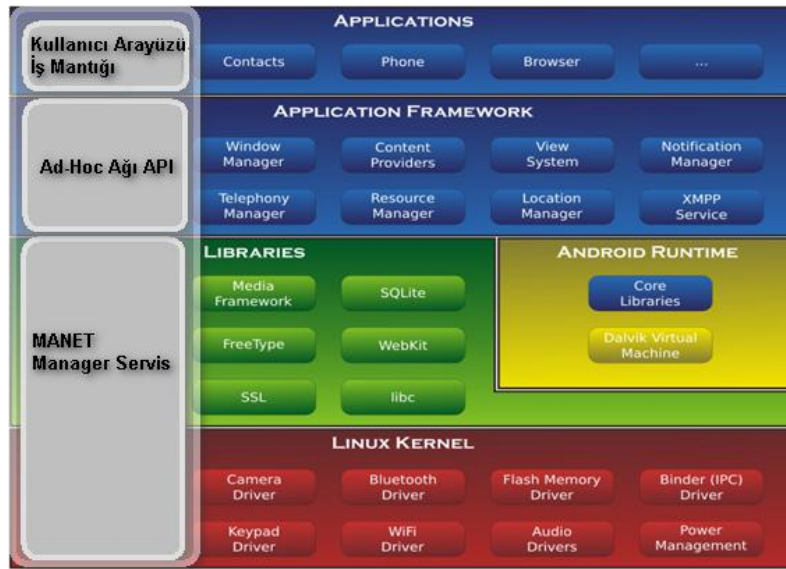 APPLICATIONS
Kullanıcı Arayüzü
İş Mantığı
Contacts
Phone
Browser
...
APPLICATION FRAMEWORK
Ad-Hoc Ağı API
Window
Manager
Content
Providers
View
System
Notification
Manager
Telephony
Manager
Resource
Manager
Location
Manager
XMPP
Service
LIBRARIES
MANET
Manager Servis
Media
Framework
SQLite
FreeType
WebKit
SSL
libc
ANDROID RUNTIME
Core
Libraries
Dalvik Virtual
Machine
LINUX KERNEL
Camera
Driver
Bluetooth
Driver
Flash Memory
Driver
Binder (IPC)
Driver
Keypad
Driver
WiFi
Driver
Audio
Drivers
Power
Management